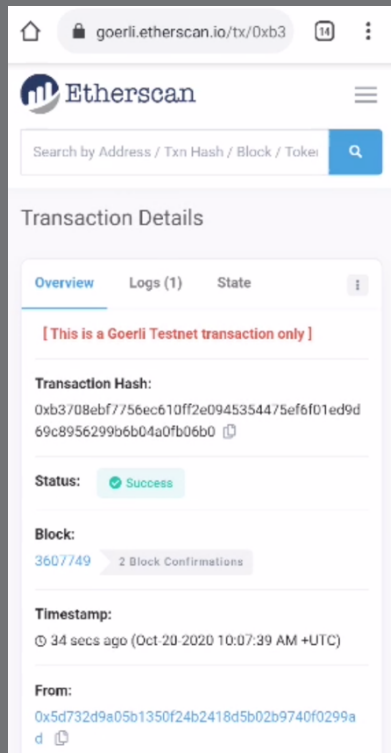 goerli.etherscan.io/tx/0xb3
14
Etherscan
Search by Address / Txn Hash / Block / Token
Transaction Details
Overview Logs (1) State
[ This is a Goerli Testnet transaction only ]
Transaction Hash:
0xb3708ebf7756ec610ff2e0945354475ef6f01ed9d
69c8956299b6b04a0fb06b0
Status: Success
Block:
3607749 2 Block Confirmations
Timestamp:
34 secs ago (Oct-20-2020 10:07:39 AM +UTC)
From:
0x5d732d9a05b1350f24b2418d5b02b9740f0299a
d